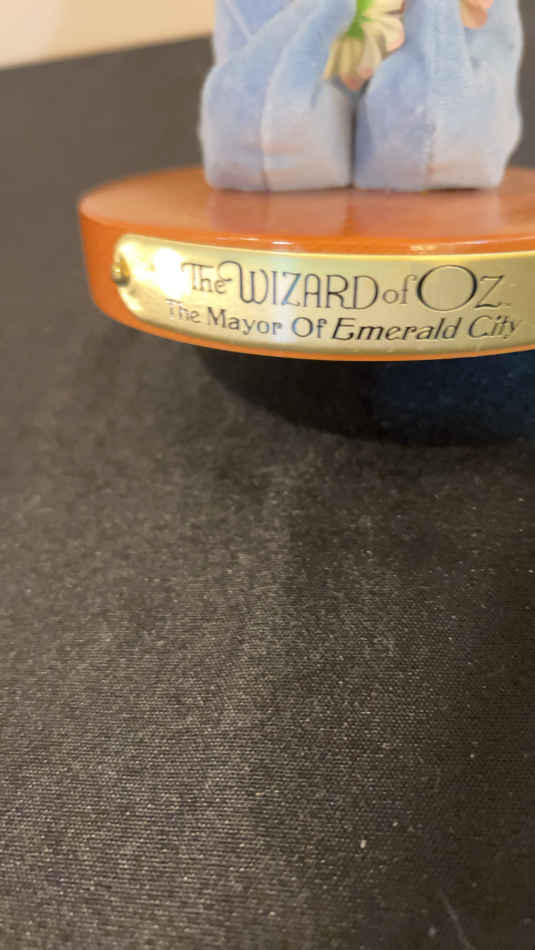 The WIZARD of OZ
The Mayor Of Emerald City